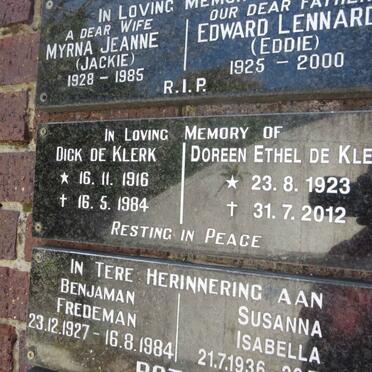 IN LOVING
A DEAR WIFE OUR DEAR FATHER
MYRNA JEANNE EDWARD LENNARD
(JACKIE) (EDDIE)
1928 - 1985 1925 - 2000
R.I.P.
IN LOVING MEMORY OF
DICK DE KLERK DOREEN ETHEL DE KLE
★ 16. 11. 1916 ★ 23. 8. 1923
† 16. 5. 1984 † 31. 7. 2012
RESTING IN PEACE
IN TERE HERINNERING AAN
BENJAMAN SUSANNA
FREDEMAN ISABELLA
23.12.1927 - 16.8.1984 21.7.1936